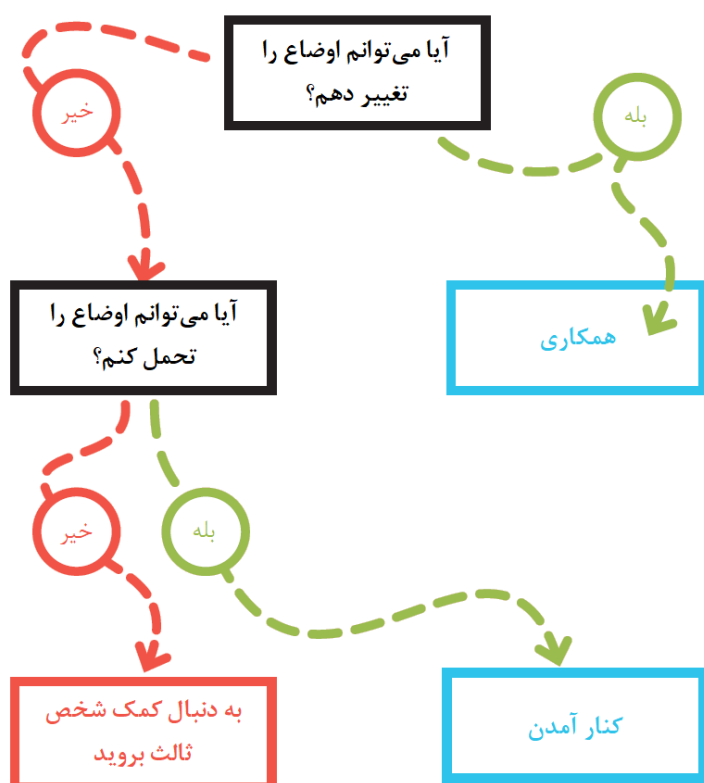 آیا می‌توانم اوضاع را
تغییر دهم؟
بله
خیر
همکاری
آیا می‌توانم اوضاع را
تحمل کنم؟
بله
خیر
کنار آمدن
به دنبال کمک شخص
ثالث بروید